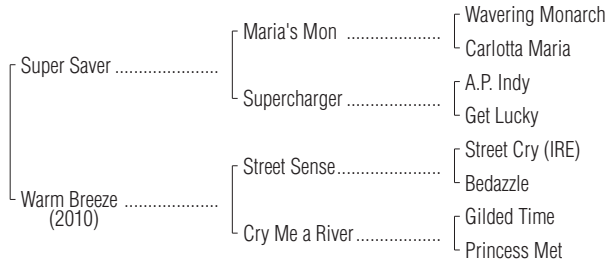 Wavering Monarch
Maria's Mon ....................
Carlotta Maria
Super Saver ......................
A.P. Indy
Supercharger ....................
Get Lucky
Street Cry (IRE)
Street Sense......................
Bedazzle
Warm Breeze ....................
(2010)
Gilded Time
Cry Me a River..................
Princess Met